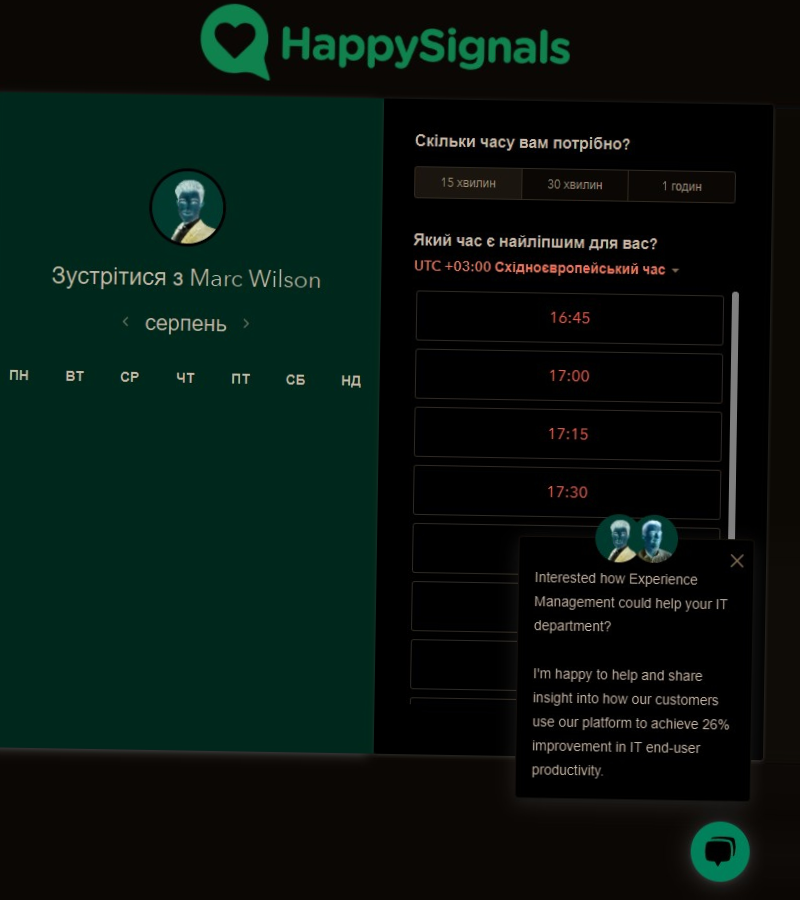 HappySignals
Зустрітися з Marc Wilson
серпень
ПН ВТ СР ЧТ ПТ СБ НД
Скільки часу вам потрібно?
15 хвилин 30 хвилин 1 годин
Який час є найліпшим для вас?
UTC +03:00 Східноєвропейський час
16:45
17:00
17:15
17:30
Interested how Experience
Management could help your IT
department?
I'm happy to help and share
insight into how our customers
use our platform to achieve 26%
improvement in IT end-user
productivity.